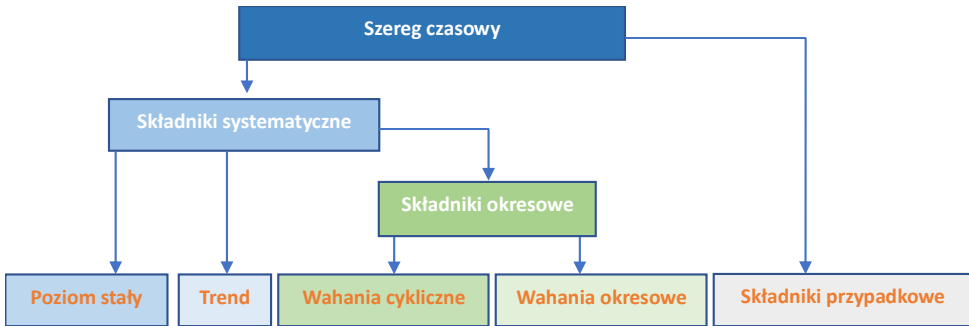 Szereg czasowy
Składniki systematyczne
Składniki okresowe
Poziom stały
Trend
Wahania cykliczne
Wahania okresowe
Składniki przypadkowe